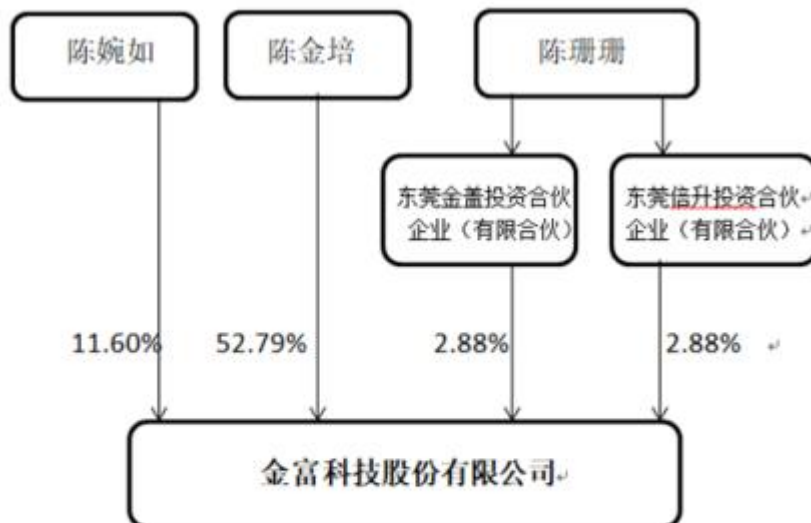 陈婉如
陈金培
陈珊珊
东莞金盖投资合伙
企业（有限合伙）
东莞信升投资合伙
企业（有限合伙）
11.60%
52.79%
2.88%
2.88%
金富科技股份有限公司